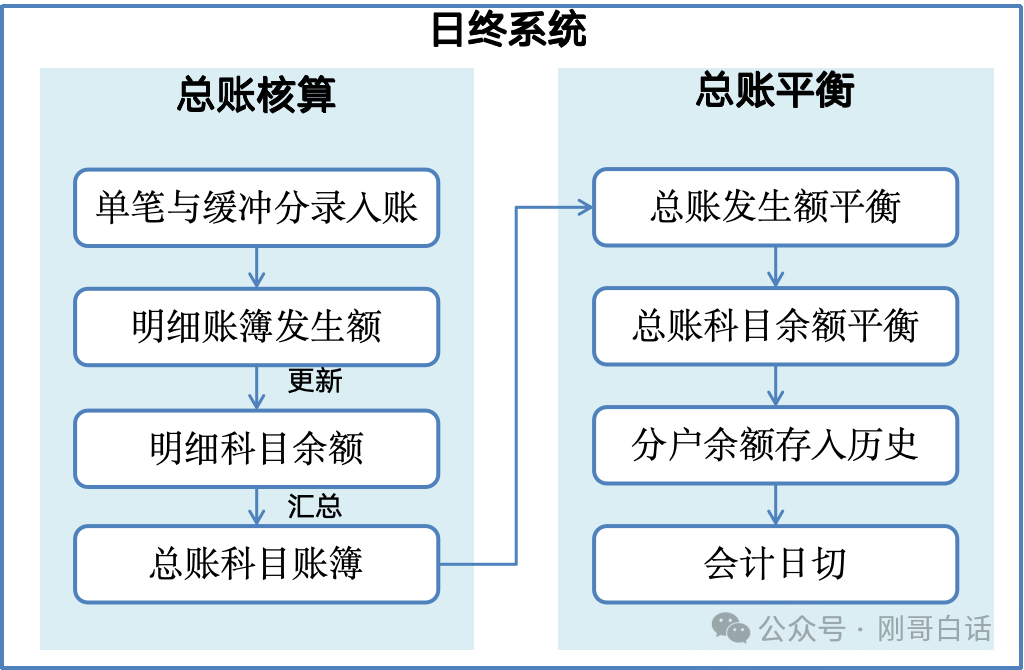 日终系统
总账核算
单笔与缓冲分录入账
明细账簿发生额
更新
明细科目余额
汇总
总账科目账簿
总账平衡
总账发生额平衡
总账科目余额平衡
分户余额存入历史
会计日切
公众号 · 刚哥白话